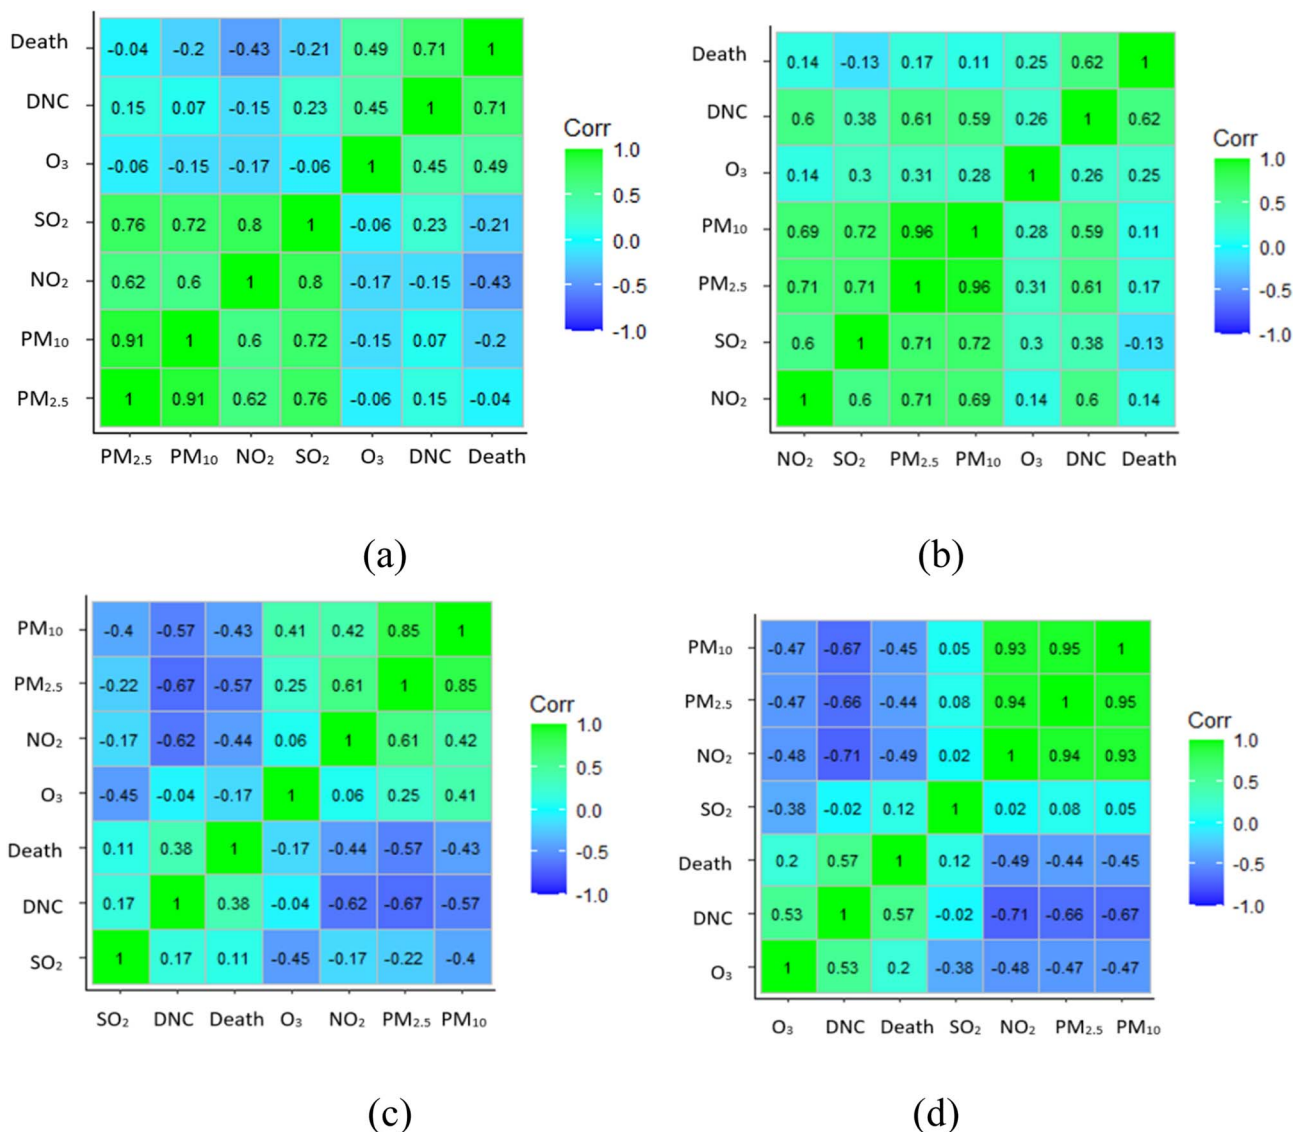 Death -0.04 -0.2 -0.43 -0.21 0.49 0.71 1
DNC 0.15 0.07 -0.15 0.23 0.45 1 0.71
O₃ -0.06 -0.15 -0.17 -0.06 1 0.45 0.49
SO₂ 0.76 0.72 0.8 1 -0.06 0.23 -0.21
NO₂ 0.62 0.6 1 0.8 -0.17 -0.15 -0.43
PM₁₀ 0.91 1 0.6 0.72 -0.15 0.07 -0.2
PM₂.₅ 1 0.91 0.62 0.76 -0.06 0.15 -0.04
PM₂.₅ PM₁₀ NO₂ SO₂ O₃ DNC Death
Corr
1.0
0.5
0.0
-0.5
-1.0
(a)
Death 0.14 -0.13 0.17 0.11 0.25 0.62 1
DNC 0.6 0.38 0.61 0.59 0.26 1 0.62
O₃ 0.14 0.3 0.31 0.28 1 0.26 0.25
PM₁₀ 0.69 0.72 0.96 1 0.28 0.59 0.11
PM₂.₅ 0.71 0.71 1 0.96 0.31 0.61 0.17
SO₂ 0.6 1 0.71 0.72 0.3 0.38 -0.13
NO₂ 1 0.6 0.71 0.69 0.14 0.6 0.14
NO₂ SO₂ PM₂.₅ PM₁₀ O₃ DNC Death
Corr
1.0
0.5
0.0
-0.5
-1.0
(b)
PM₁₀ -0.4 -0.57 -0.43 0.41 0.42 0.85 1
PM₂.₅ -0.22 -0.67 -0.57 0.25 0.61 1 0.85
NO₂ -0.17 -0.62 -0.44 0.06 1 0.61 0.42
O₃ -0.45 -0.04 -0.17 1 0.06 0.25 0.41
Death 0.11 0.38 1 -0.17 -0.44 -0.57 -0.43
DNC 0.17 1 0.38 -0.04 -0.62 -0.67 -0.57
SO₂ 1 0.17 0.11 -0.45 -0.17 -0.22 -0.4
SO₂ DNC Death O₃ NO₂ PM₂.₅ PM₁₀
Corr
1.0
0.5
0.0
-0.5
-1.0
(c)
PM₁₀ -0.47 -0.67 -0.45 0.05 0.93 0.95 1
PM₂.₅ -0.47 -0.66 -0.44 0.08 0.94 1 0.95
NO₂ -0.48 -0.71 -0.49 0.02 1 0.94 0.93
SO₂ -0.38 -0.02 0.12 1 0.02 0.08 0.05
Death 0.2 0.57 1 0.12 -0.49 -0.44 -0.45
DNC 0.53 1 0.57 -0.02 -0.71 -0.66 -0.67
O₃ 1 0.53 0.2 -0.38 -0.48 -0.47 -0.47
O₃ DNC Death SO₂ NO₂ PM₂.₅ PM₁₀
Corr
1.0
0.5
0.0
-0.5
-1.0
(d)